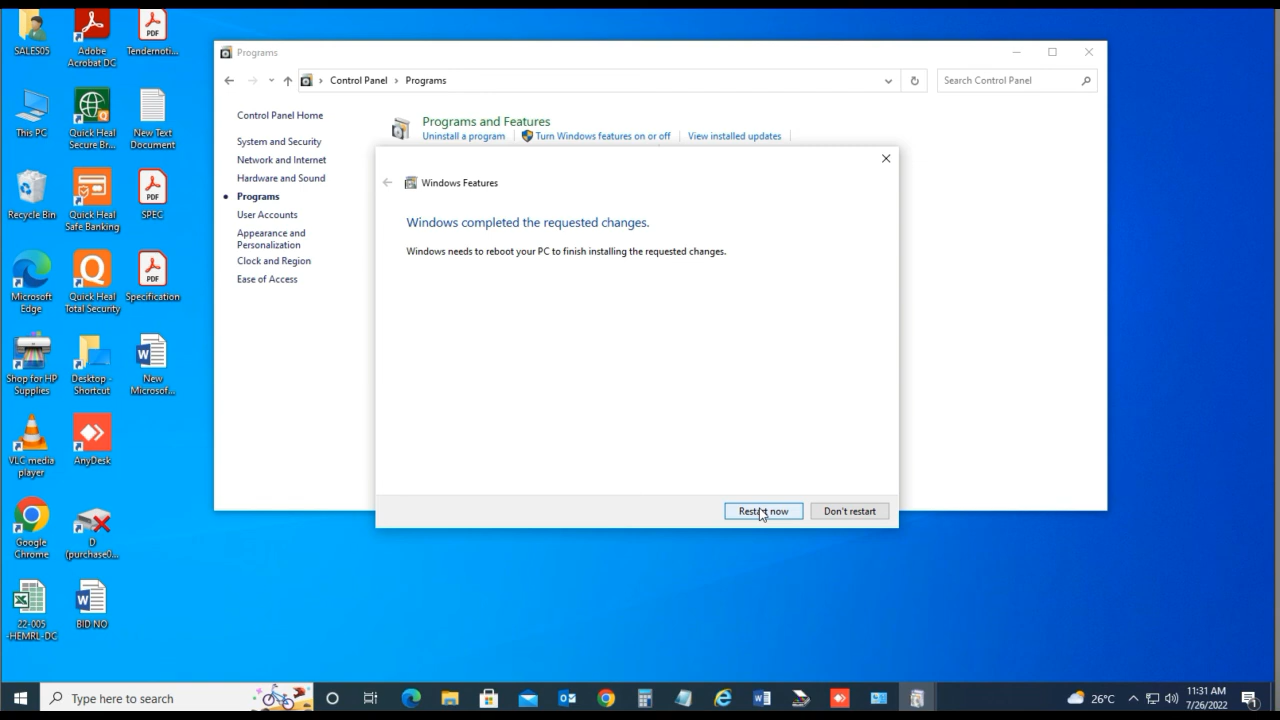 SALES05
Adobe
Acrobat DC
Tendernoti...
This PC
Quick Heal
Secure Br...
New Text
Document
Recycle Bin
Quick Heal
Safe Banking
PDF
SPEC
Microsoft
Edge
Quick Heal
Total Security
PDF
Specification
Shop for HP
Supplies
Desktop -
Shortcut
New
Microsof...
VLC media
player
AnyDesk
Google
Chrome
D
(purchase0...
22-005
-HEMRL-DC
BID NO
PDF
Programs
Control Panel › Programs
Search Control Panel
Control Panel Home
System and Security
Network and Internet
Hardware and Sound
Programs
User Accounts
Appearance and
Personalization
Clock and Region
Ease of Access
Programs and Features
Uninstall a program
Turn Windows features on or off
View installed updates
Windows Features
Windows completed the requested changes.
Windows needs to reboot your PC to finish installing the requested changes.
Restart now
Don't restart
Type here to search
26°C
11:31 AM
7/26/2022
1